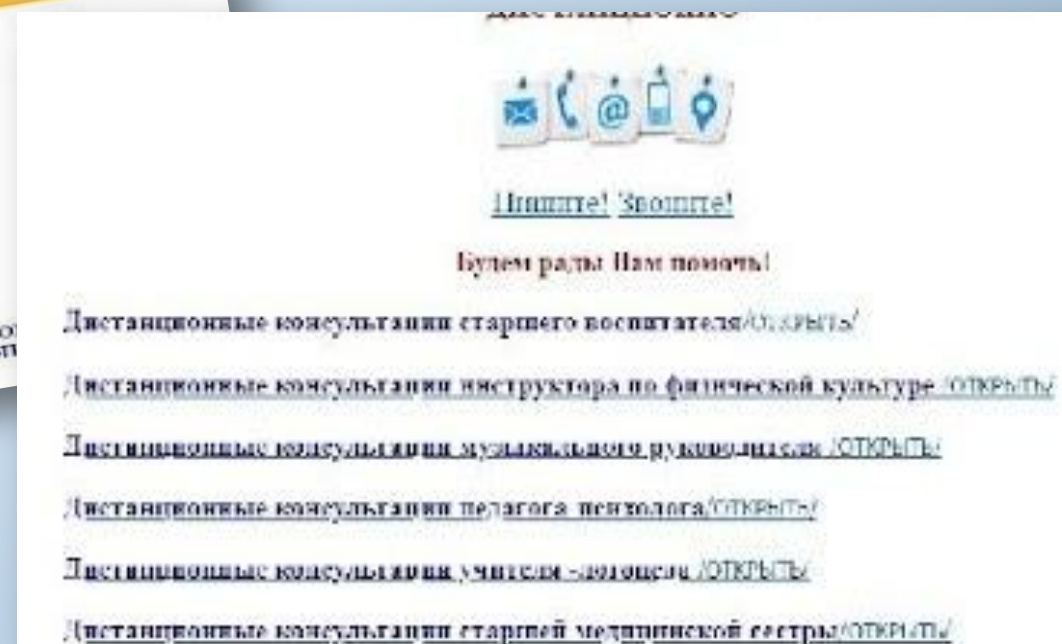 ДИСТАНЦИОННО
@
Пишите! Звоните!
Будем рады Вам помочь!
Дистанционные консультации старшего воспитателя/ОТКРЫТЬ/
Дистанционные консультации инструктора по физической культуре /ОТКРЫТЬ/
Дистанционные консультации музыкального руководителя /ОТКРЫТЬ/
Дистанционные консультации педагога психолога/ОТКРЫТЬ/
Дистанционные консультации учителя -логопеда /ОТКРЫТЬ/
Дистанционные консультации старшей медицинской сестры/ОТКРЫТЬ/